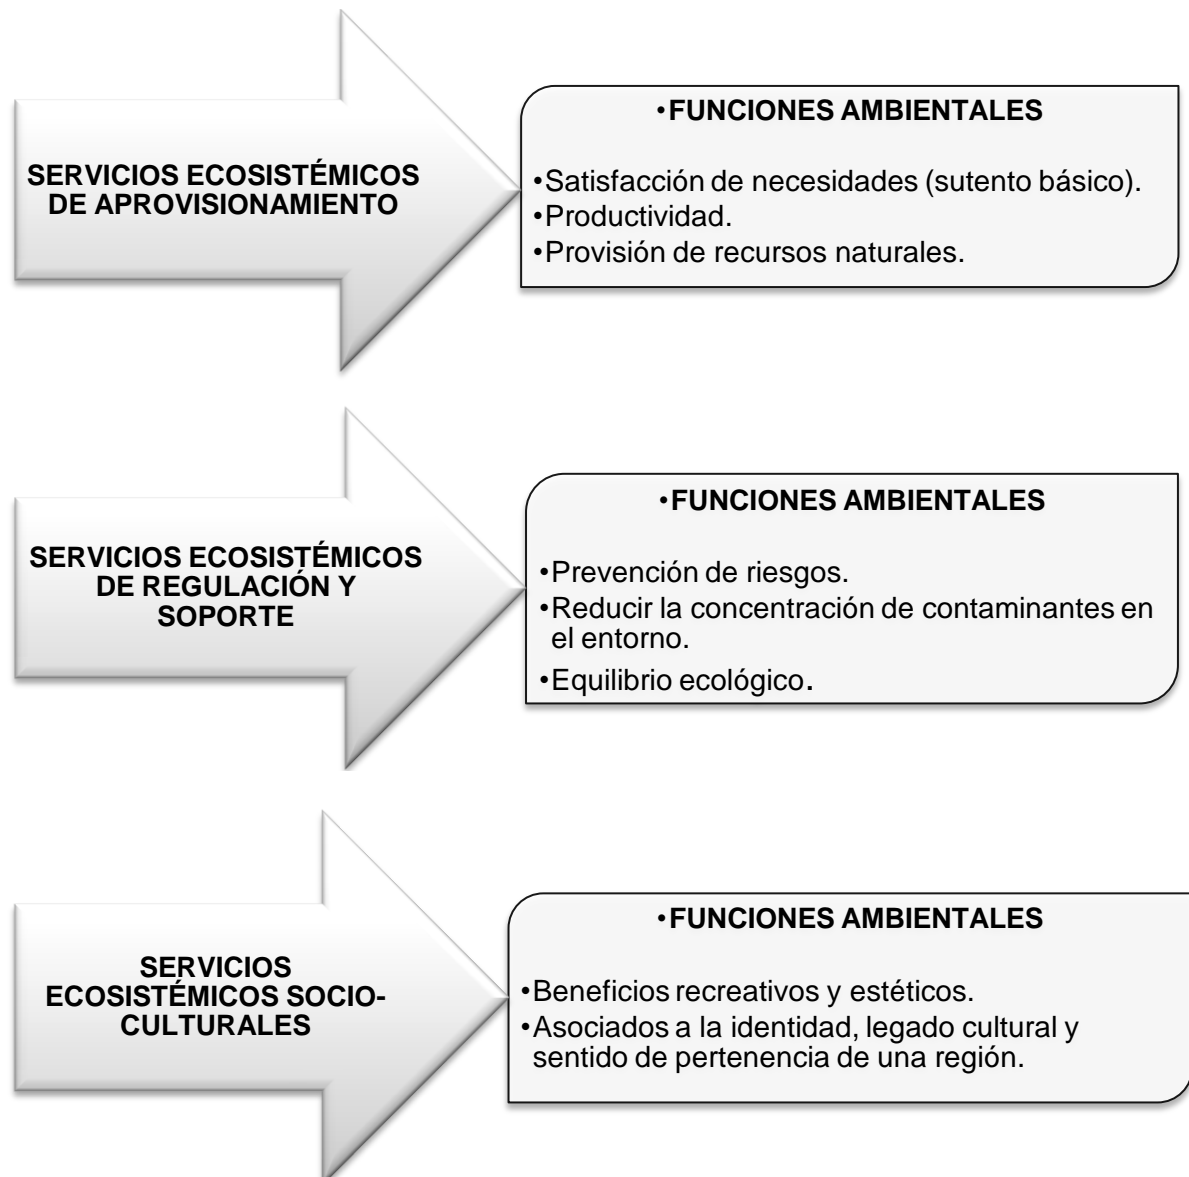 SERVICIOS ECOSISTÉMICOS
DE APROVISIONAMIENTO
•FUNCIONES AMBIENTALES
•Satisfacción de necesidades (sutento básico).
•Productividad.
•Provisión de recursos naturales.
SERVICIOS ECOSISTÉMICOS
DE REGULACIÓN Y
SOPORTE
•FUNCIONES AMBIENTALES
•Prevención de riesgos.
•Reducir la concentración de contaminantes en
el entorno.
•Equilibrio ecológico.
SERVICIOS
ECOSISTÉMICOS SOCIO-
CULTURALES
•FUNCIONES AMBIENTALES
•Beneficios recreativos y estéticos.
•Asociados a la identidad, legado cultural y
sentido de pertenencia de una región.